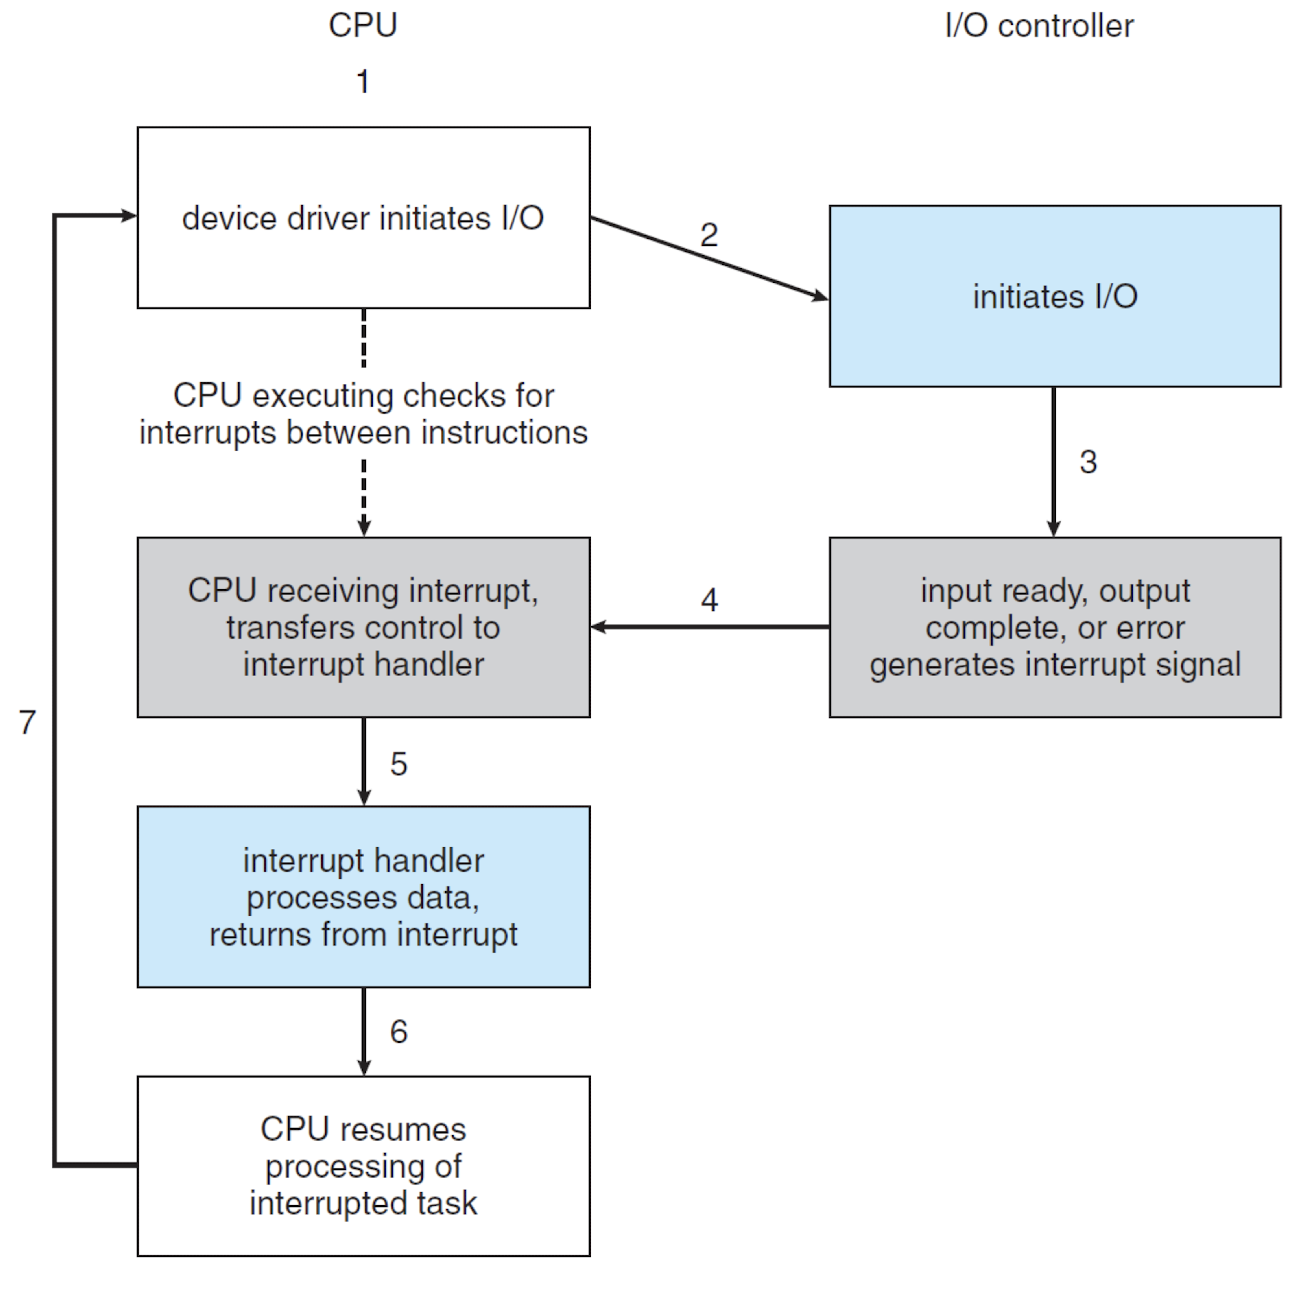 CPU
I/O controller
1
device driver initiates I/O
2
initiates I/O
CPU executing checks for
interrupts between instructions
3
CPU receiving interrupt,
transfers control to
interrupt handler
4
input ready, output
complete, or error
generates interrupt signal
5
7
interrupt handler
processes data,
returns from interrupt
6
CPU resumes
processing of
interrupted task